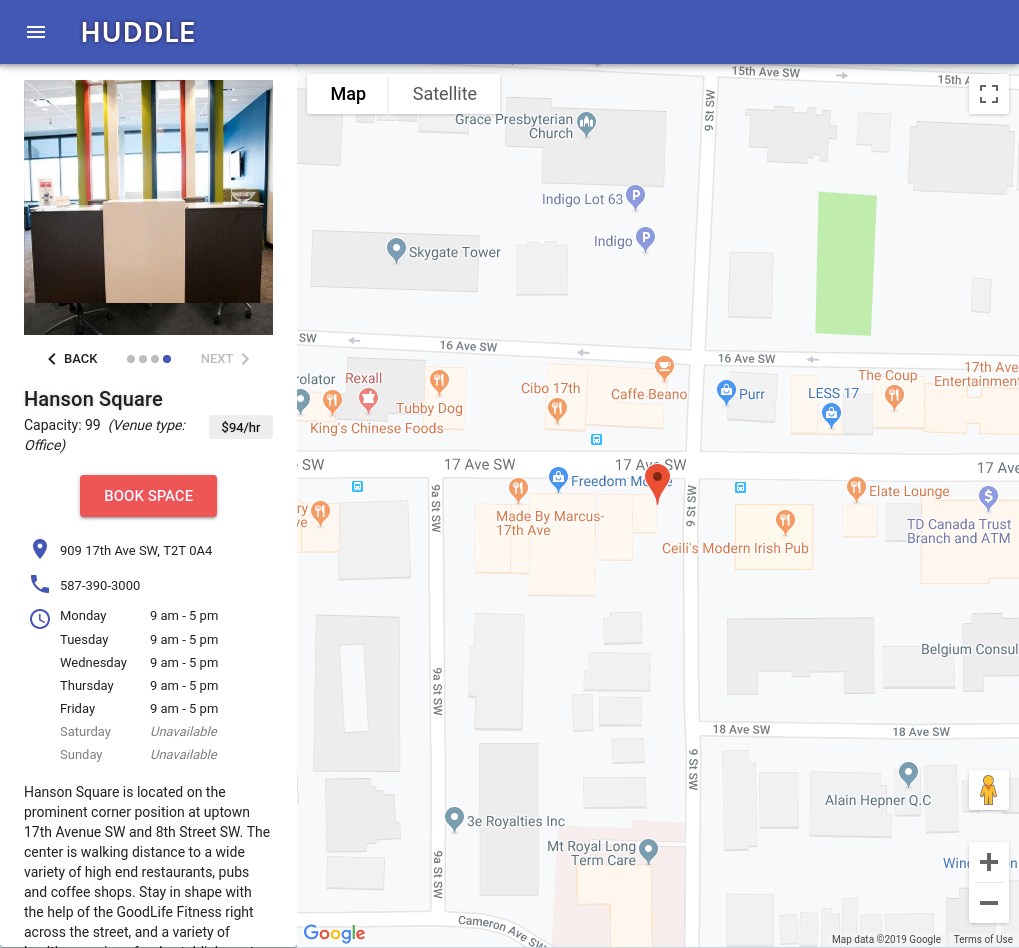 HUDDLE
BACK
NEXT
Hanson Square
Capacity: 99 (Venue type:
Office)
$94/hr
BOOK SPACE
909 17th Ave SW, T2T 0A4
587-390-3000
Monday 9 am - 5 pm
Tuesday 9 am - 5 pm
Wednesday 9 am - 5 pm
Thursday 9 am - 5 pm
Friday 9 am - 5 pm
Saturday Unavailable
Sunday Unavailable
Hanson Square is located on the
prominent corner position at uptown
17th Avenue SW and 8th Street SW. The
center is walking distance to a wide
variety of high end restaurants, pubs
and coffee shops. Stay in shape with
the help of the GoodLife Fitness right
across the street, and a variety of
Map Satellite
15th Ave SW
15th A
9 St SW
Grace Presbyterian
Church
Indigo Lot 63
Indigo
Skygate Tower
SW
16 Ave SW
16 Ave SW
17th Ave
Entertainment
rolator
Rexall
Tubby Dog
King's Chinese Foods
Cibo 17th
Caffe Beano
Purr
LESS 17
The Coup
SW
17 Ave SW
17 Ave SW
17 Ave
Freedom Mo
9a St SW
9 St SW
ry
ve
Made By Marcus-
17th Ave
Elate Lounge
TD Canada Trust
Branch and ATM
Ceili's Modern Irish Pub
Belgium Consul
9a St SW
18 Ave SW
18 Ave SW
9 St SW
Alain Hepner Q.C
3e Royalties Inc
Mt Royal Long
Term Care
9a St SW
Cameron Ave SW
Google
Map data ©2019 Google Terms of Use